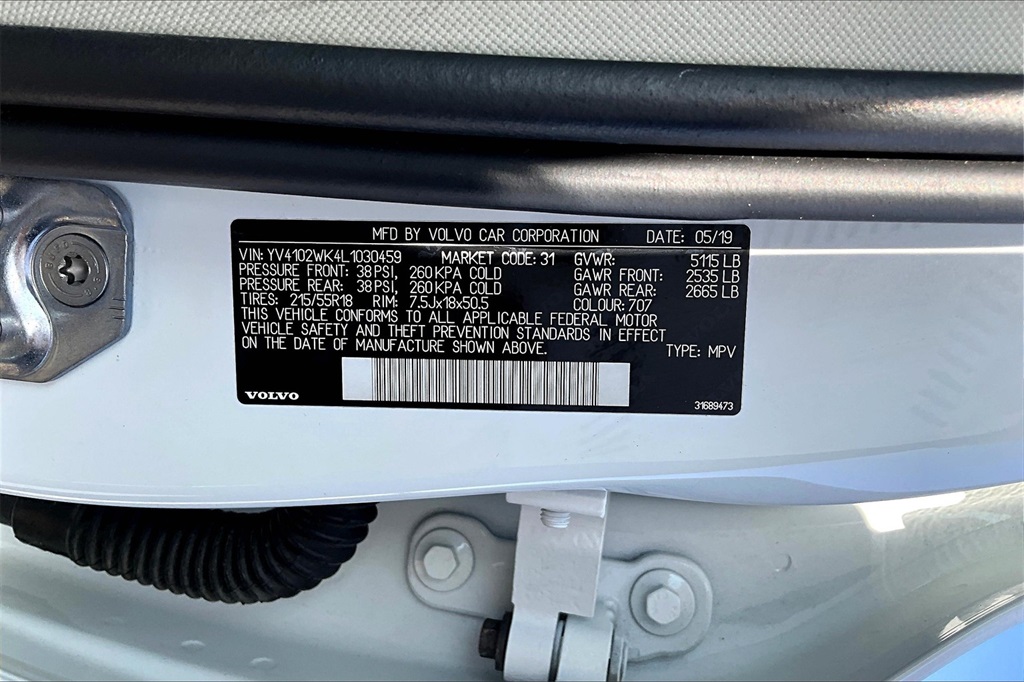 MFD BY VOLVO CAR CORPORATION DATE: 05/19
VIN: YV4102WK4L1030459 MARKET CODE: 31 GVWR: 5115 LB
PRESSURE FRONT: 38PSI, 260KPA COLD GAWR FRONT: 2535 LB
PRESSURE REAR: 38PSI, 260KPA COLD GAWR REAR: 2665 LB
TIRES: 215/55R18 RIM: 7,5Jx18x50.5 COLOUR: 707
THIS VEHICLE CONFORMS TO ALL APPLICABLE FEDERAL MOTOR
VEHICLE SAFETY AND THEFT PREVENTION STANDARDS IN EFFECT
ON THE DATE OF MANUFACTURE SHOWN ABOVE. TYPE: MPV
VOLVO 31689473